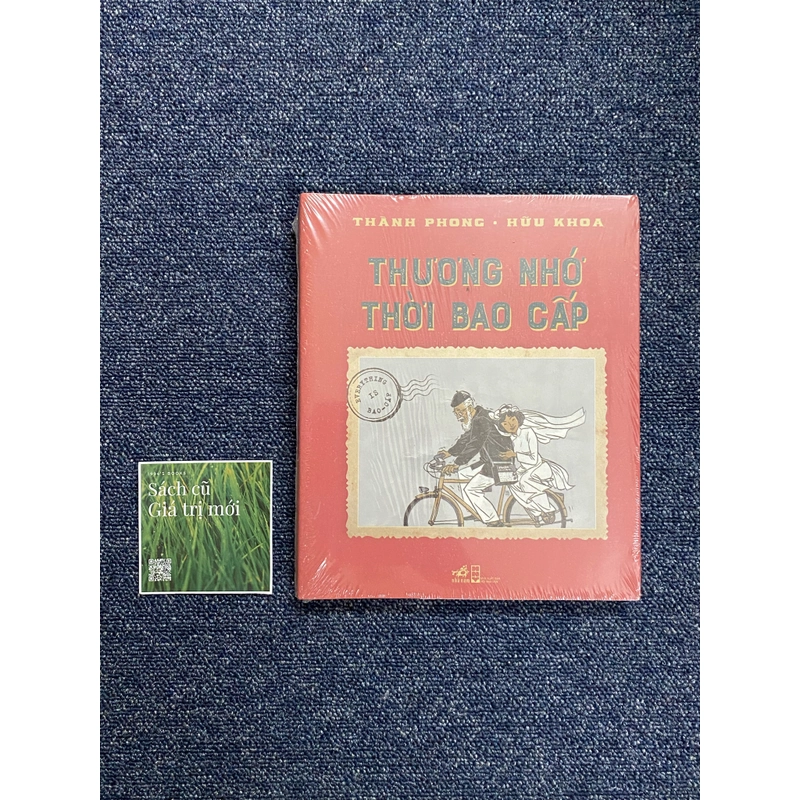 THÀNH PHONG • HỮU KHOA
THƯƠNG NHỚ
THỜI BAO CẤP
EVERYTHING
IS
BAO-CẤP
Sách cũ
Giá trị mới